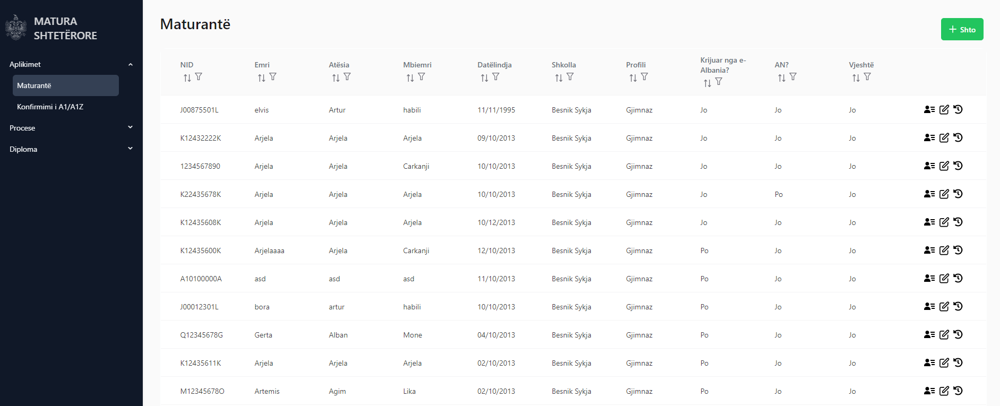 MATURA
SHTETËRORE
Aplikimet
Maturantë
Konfirmimi i A1/A1Z
Procese
Diploma
Maturantë
Shto
NID Emri Atësia Mbiemri Datëlindja Shkolla Profili Krijuar nga e-Albania? AN? Vjeshtë
J00875501L elvis Artur habili 11/11/1995 Besnik Sykja Gjimnaz Jo Jo Jo
K12432222K Arjela Arjela Arjela 09/10/2013 Besnik Sykja Gjimnaz Jo Jo Jo
1234567890 Arjela Arjela Carkanji 10/10/2013 Besnik Sykja Gjimnaz Jo Jo Jo
K22435678K Arjela Arjela Arjela 10/10/2013 Besnik Sykja Gjimnaz Jo Po Jo
K12435608K Arjela Arjela Arjela 10/12/2013 Besnik Sykja Gjimnaz Jo Jo Jo
K12435600K Arjelaaaa Arjela Carkanji 12/10/2013 Besnik Sykja Gjimnaz Po Jo Jo
A10100000A asd asd asd 11/10/2013 Besnik Sykja Gjimnaz Po Jo Jo
J00012301L bora artur habili 10/10/2013 Besnik Sykja Gjimnaz Po Jo Jo
Q12345678G Gerta Alban Mone 04/10/2013 Besnik Sykja Gjimnaz Po Jo Jo
K12435611K Arjela Arjela Arjela 02/10/2013 Besnik Sykja Gjimnaz Po Jo Jo
M12345678O Artemis Agim Lika 02/10/2013 Besnik Sykja Gjimnaz Po Jo Jo